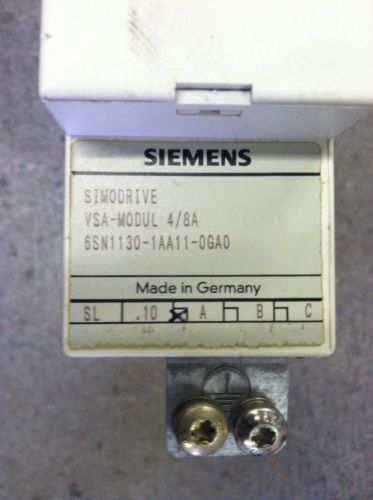 SIEMENS
SIMODRIVE
VSA-MODUL 4/8A
6SN1130-1AA11-0GA0
Made in Germany
SL .10 A B C